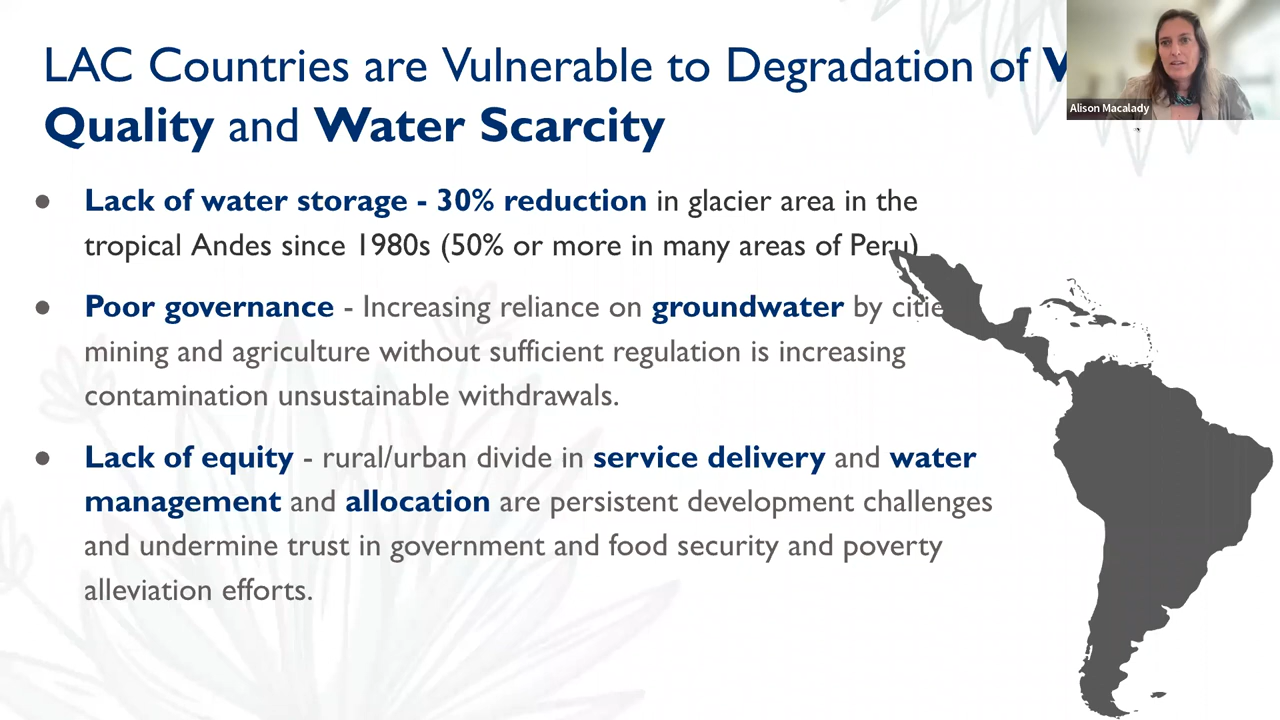 LAC Countries are Vulnerable to Degradation of
Quality and Water Scarcity
Alison Macalady
● Lack of water storage - 30% reduction in glacier area in the
tropical Andes since 1980s (50% or more in many areas of Peru)
● Poor governance - Increasing reliance on groundwater by
mining and agriculture without sufficient regulation is increasing
contamination unsustainable withdrawals.
● Lack of equity - rural/urban divide in service delivery and water
management and allocation are persistent development challenges
and undermine trust in government and food security and poverty
alleviation efforts.